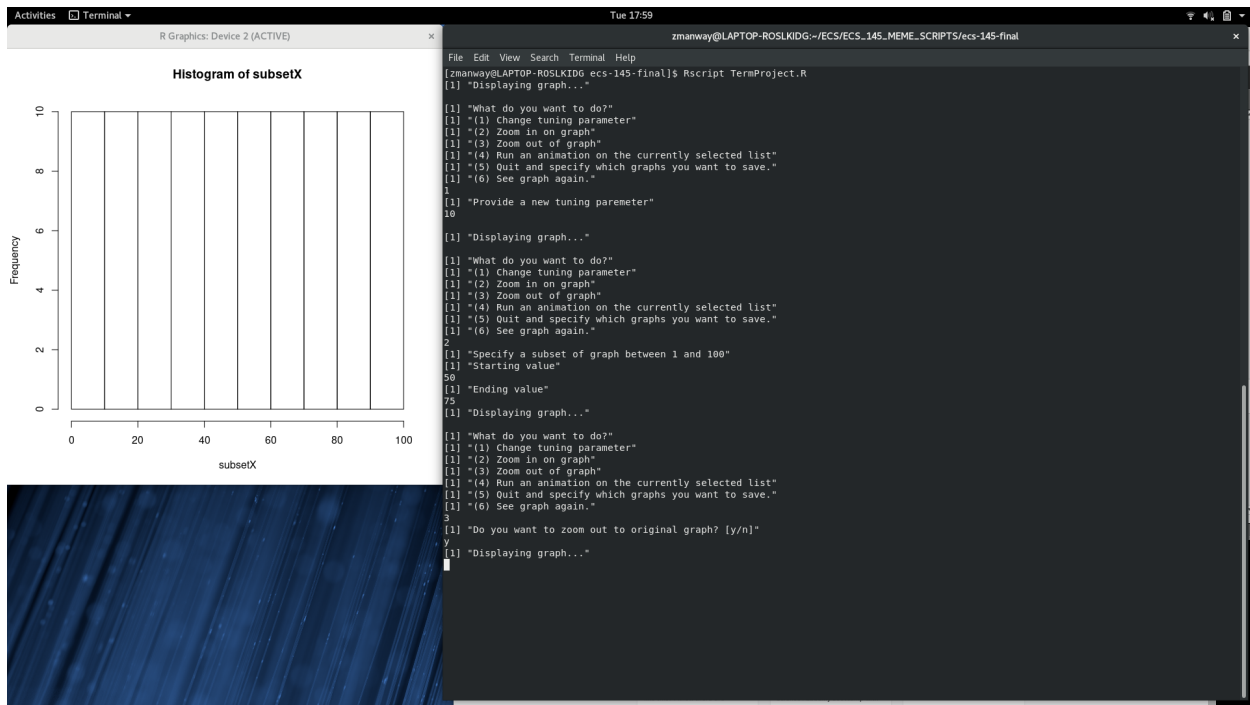 Activities Terminal Tue 17:59
R Graphics: Device 2 (ACTIVE) ×
Histogram of subsetX
Frequency
10
8
6
4
2
0
0 20 40 60 80 100
subsetX
zmanway@LAPTOP-ROSLKIDG:~/ECS/ECS_145_MEME_SCRIPTS/ecs-145-final ×
File Edit View Search Terminal Help
[zmanway@LAPTOP-ROSLKIDG ecs-145-final]$ Rscript TermProject.R
[1] "Displaying graph..."
[1] "What do you want to do?"
[1] "(1) Change tuning parameter"
[1] "(2) Zoom in on graph"
[1] "(3) Zoom out of graph"
[1] "(4) Run an animation on the currently selected list"
[1] "(5) Quit and specify which graphs you want to save."
[1] "(6) See graph again."
1
[1] "Provide a new tuning paremeter"
10
[1] "Displaying graph..."
[1] "What do you want to do?"
[1] "(1) Change tuning parameter"
[1] "(2) Zoom in on graph"
[1] "(3) Zoom out of graph"
[1] "(4) Run an animation on the currently selected list"
[1] "(5) Quit and specify which graphs you want to save."
[1] "(6) See graph again."
2
[1] "Specify a subset of graph between 1 and 100"
[1] "Starting value"
50
[1] "Ending value"
75
[1] "Displaying graph..."
[1] "What do you want to do?"
[1] "(1) Change tuning parameter"
[1] "(2) Zoom in on graph"
[1] "(3) Zoom out of graph"
[1] "(4) Run an animation on the currently selected list"
[1] "(5) Quit and specify which graphs you want to save."
[1] "(6) See graph again."
3
[1] "Do you want to zoom out to original graph? [y/n]"
y
[1] "Displaying graph..."